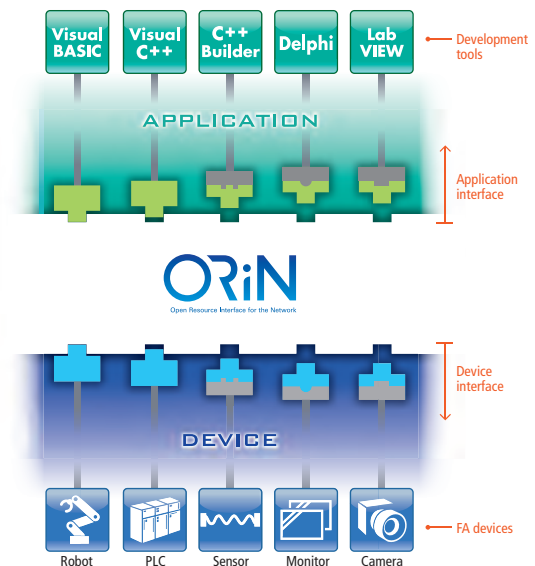 Visual
BASIC
Visual
C++
C++
Builder
Delphi
Lab
VIEW
Development
tools
APPLICATION
Application
interface
ORiN
Open Resource Interface for the Network
Device
interface
DEVICE
FA devices
Robot
PLC
Sensor
Monitor
Camera